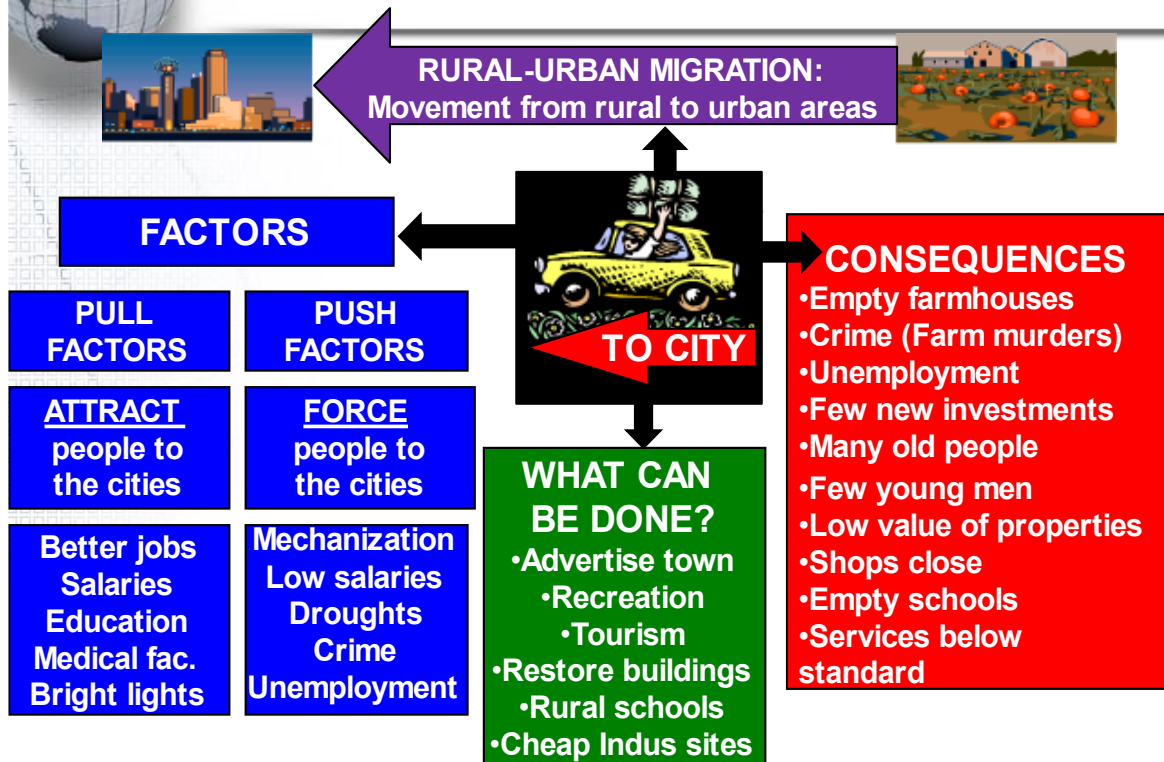 RURAL-URBAN MIGRATION:
Movement from rural to urban areas
FACTORS
PULL
FACTORS
PUSH
FACTORS
ATTRACT
people to
the cities
FORCE
people to
the cities
Better jobs
Salaries
Education
Medical fac.
Bright lights
Mechanization
Low salaries
Droughts
Crime
Unemployment
TO CITY
WHAT CAN
BE DONE?
•Advertise town
•Recreation
•Tourism
•Restore buildings
•Rural schools
•Cheap Indus sites
CONSEQUENCES
•Empty farmhouses
•Crime (Farm murders)
•Unemployment
•Few new investments
•Many old people
•Few young men
•Low value of properties
•Shops close
•Empty schools
•Services below
standard